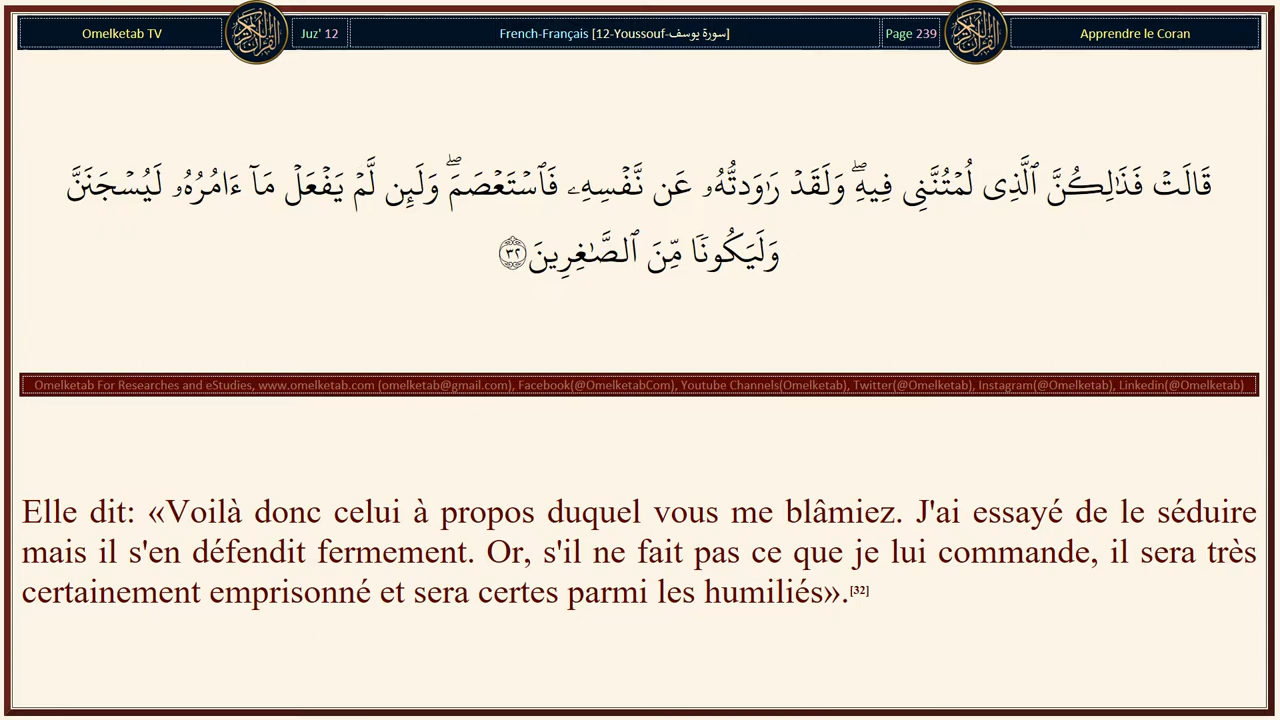 Omelketab TV
Juz' 12
French-Français [12-Youssouf-سورة يوسف]
Page 239
Apprendre le Coran
قَالَتۡ فَذَٰلِكُنَّ ٱلَّذِى لُمۡتُنَّنِى فِيهِۖ وَلَقَدۡ رَٰوَدتُّهُۥ عَن نَّفۡسِهِۦ فَٱسۡتَعۡصَمَۖ وَلَئِن لَّمۡ يَفۡعَلۡ مَآ ءَامُرُهُۥ لَيُسۡجَنَنَّ
وَلَيَكُونٗا مِّنَ ٱلصَّٰغِرِينَ ٣٢
Omelketab For Researches and eStudies, www.omelketab.com (omelketab@gmail.com), Facebook(@OmelketabCom), Youtube Channels(Omelketab), Twitter(@Omelketab), Instagram(@Omelketab), Linkedin(@Omelketab)
Elle dit: «Voilà donc celui à propos duquel vous me blâmiez. J'ai essayé de le séduire
mais il s'en défendit fermement. Or, s'il ne fait pas ce que je lui commande, il sera très
certainement emprisonné et sera certes parmi les humiliés».[32]